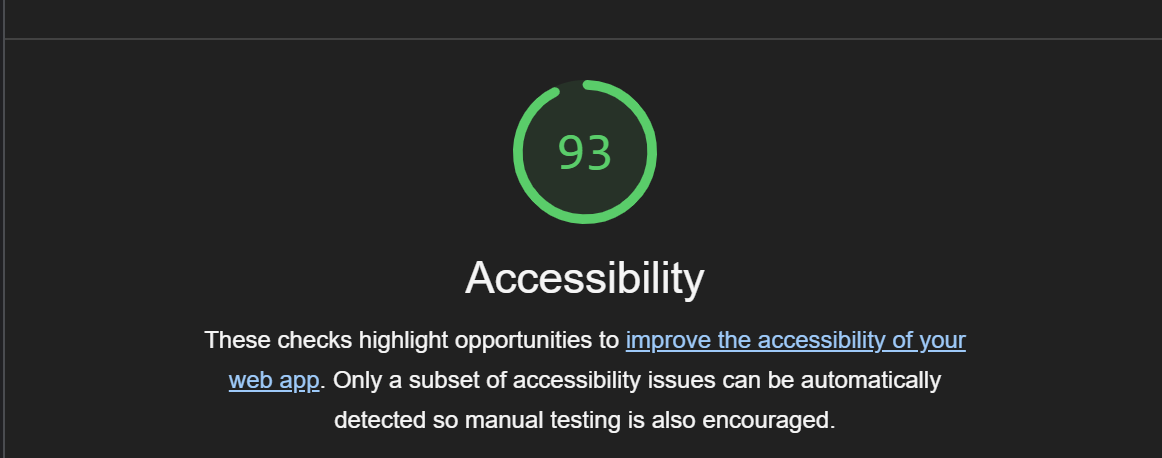 93
Accessibility
These checks highlight opportunities to improve the accessibility of your
web app. Only a subset of accessibility issues can be automatically
detected so manual testing is also encouraged.